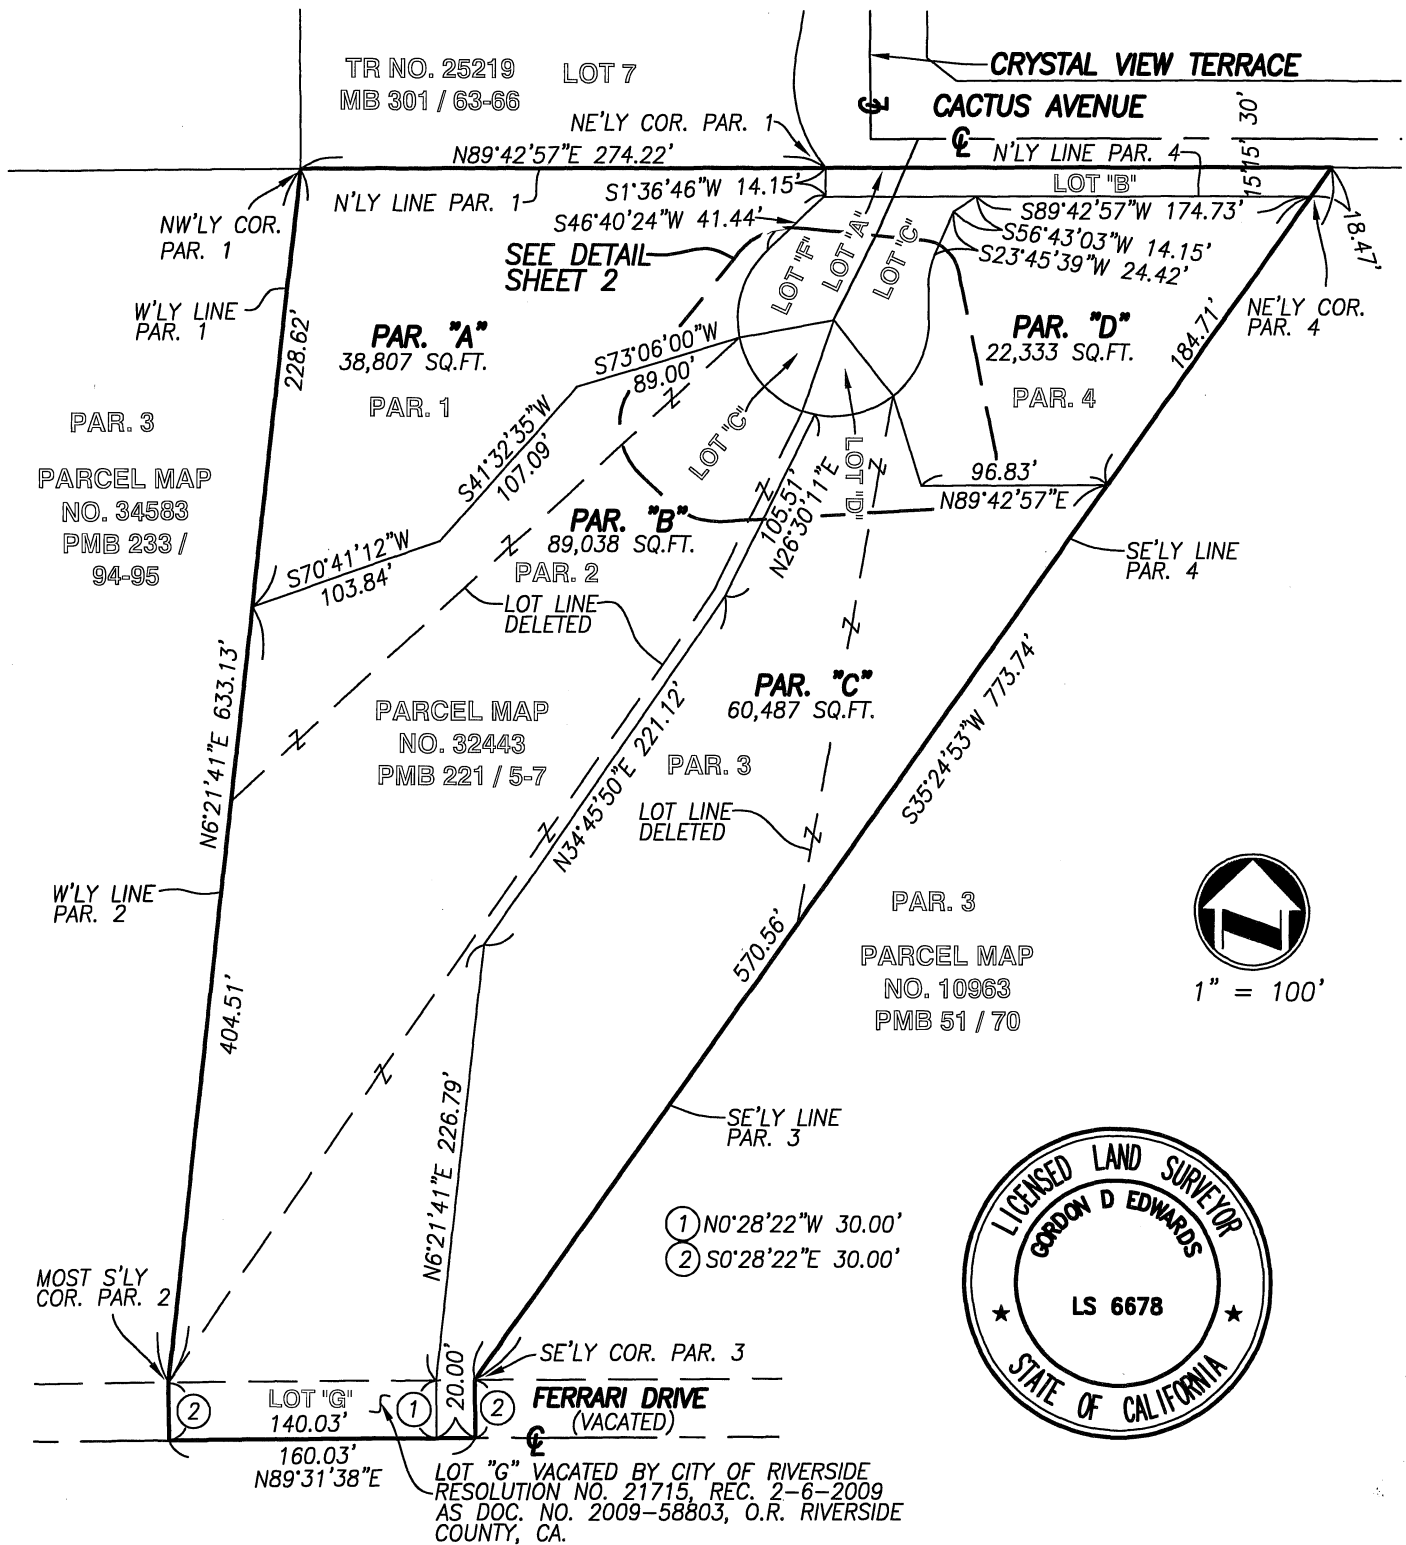 TR NO. 25219
MB 301 / 63-66
LOT 7
CRYSTAL VIEW TERRACE
CACTUS AVENUE
30'
15'
15'
NE'LY COR. PAR. 1
N89°42'57"E 274.22'
N'LY LINE PAR. 4
LOT "B"
S1°36'46"W 14.15'
N'LY LINE PAR. 1
S46°40'24"W 41.44'
S89°42'57"W 174.73'
S56°43'03"W 14.15'
S23°45'39"W 24.42'
18.47'
NW'LY COR.
PAR. 1
SEE DETAIL
SHEET 2
LOT "F"
LOT "A"
LOT "C"
NE'LY COR.
PAR. 4
W'LY LINE
PAR. 1
228.62'
PAR. "A"
38,807 SQ.FT.
PAR. 1
S73°06'00"W
89.00'
PAR. "D"
22,333 SQ.FT.
PAR. 4
184.71'
PAR. 3
PARCEL MAP
NO. 34583
PMB 233 /
94-95
S41°32'35"W
107.09'
LOT "C"
LOT "D"
96.83'
N89°42'57"E
105.51'
N26°30'11"E
PAR. "B"
89,038 SQ.FT.
PAR. 2
S70°41'12"W
103.84'
SE'LY LINE
PAR. 4
LOT LINE
DELETED
N6°21'41"E 633.13'
PAR. "C"
60,487 SQ.FT.
PARCEL MAP
NO. 32443
PMB 221 / 5-7
N34°45'50"E 221.12'
PAR. 3
S35°24'53"W 773.74'
LOT LINE
DELETED
W'LY LINE
PAR. 2
570.56'
PAR. 3
PARCEL MAP
NO. 10963
PMB 51 / 70
1" = 100'
404.51'
N6°21'41"E 226.79'
SE'LY LINE
PAR. 3
1 N0°28'22"W 30.00'
2 S0°28'22"E 30.00'
LICENSED LAND SURVEYOR
GORDON D EDWARDS
LS 6678
STATE OF CALIFORNIA
MOST S'LY
COR. PAR. 2
SE'LY COR. PAR. 3
20.00'
2
LOT "G"
140.03'
1
2
FERRARI DRIVE
(VACATED)
160.03'
N89°31'38"E
LOT "G" VACATED BY CITY OF RIVERSIDE
RESOLUTION NO. 21715, REC. 2-6-2009
AS DOC. NO. 2009-58803, O.R. RIVERSIDE
COUNTY, CA.